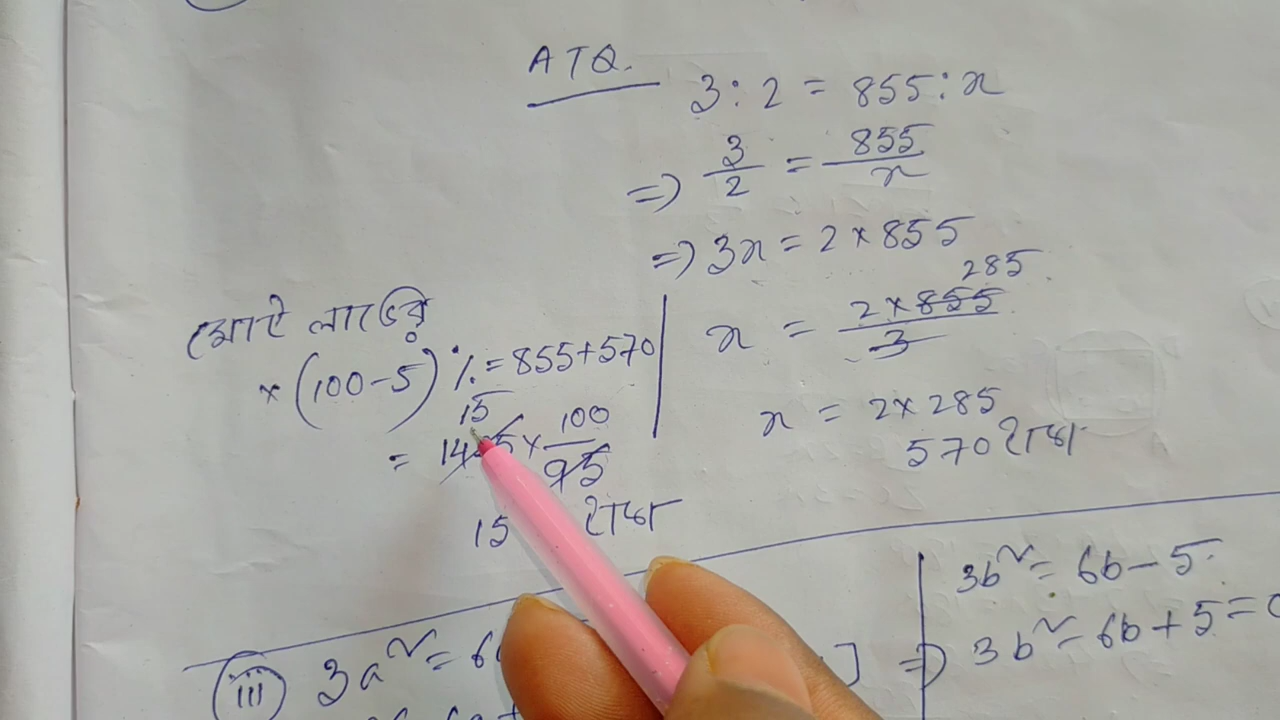 ATQ.
3 : 2 = 855 : x
=> 3/2 = 855/x
=> 3x = 2 × 855
x = 2 × 855/3
285
x = 2 × 285
570 টাকা
মোট লাভের
× (100 - 5) % = 855 + 570
15
= 1425 × 100/95
15 টাকা
(iii) 3a² = 6
3b² = 6b - 5
=> 3b² = 6b + 5 = 0